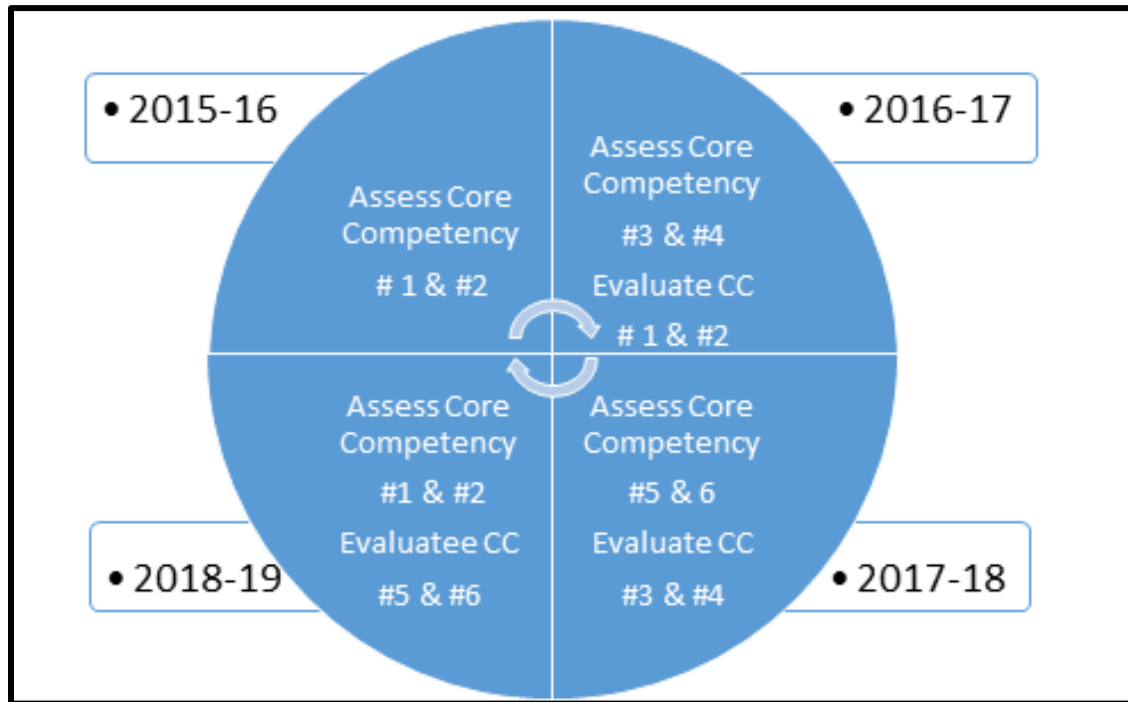 • 2015-16
Assess Core
Competency
# 1 & #2
• 2016-17
Assess Core
Competency
#3 & #4
Evaluate CC
# 1 & #2
• 2018-19
Assess Core
Competency
#1 & #2
Evaluatee CC
#5 & #6
• 2017-18
Assess Core
Competency
#5 & 6
Evaluate CC
#3 & #4